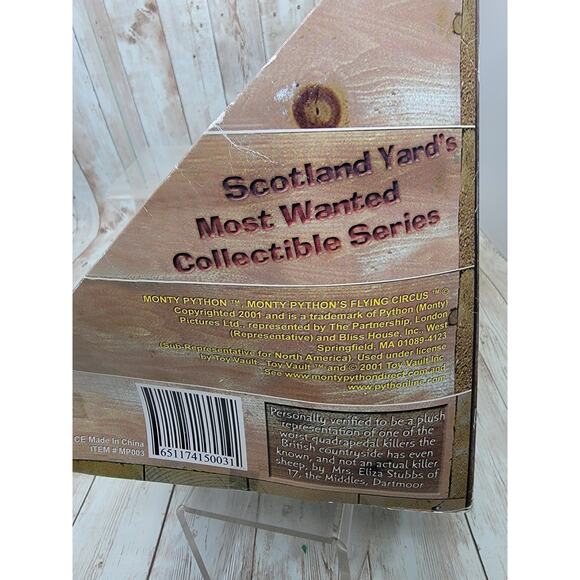 Scotland Yard's
Most Wanted
Collectible Series
MONTY PYTHON ™, MONTY PYTHON'S FLYING CIRCUS ™ ©
Copyrighted 2001 and is a trademark of Python (Monty)
Pictures Ltd., represented by The Partnership, London
(Representative) and Bliss House, Inc. West
Springfield, MA 01089-4123
(Sub-Representative for North America). Used under license
by Toy Vault. Toy Vault ™ and © 2001 Toy Vault Inc.
See www.montypythondirect.com and
www.pythonline.com
CE Made In China
ITEM # MP003
651174150031
Personally verified to be a plush
representation of one of the
worst quadrapedal killers the
British countryside has even
known, and not an actual killer
sheep, by, Mrs. Eliza Stubbs of
17, the Middles, Dartmoor